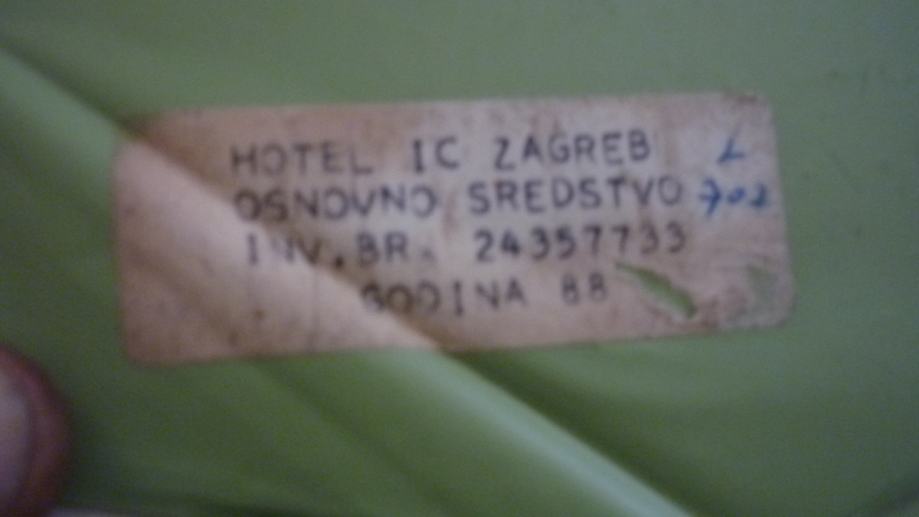 HOTEL IC ZAGREB L
OSNOVNO SREDSTVO 702
INV.BR. 24357733
GODINA 88